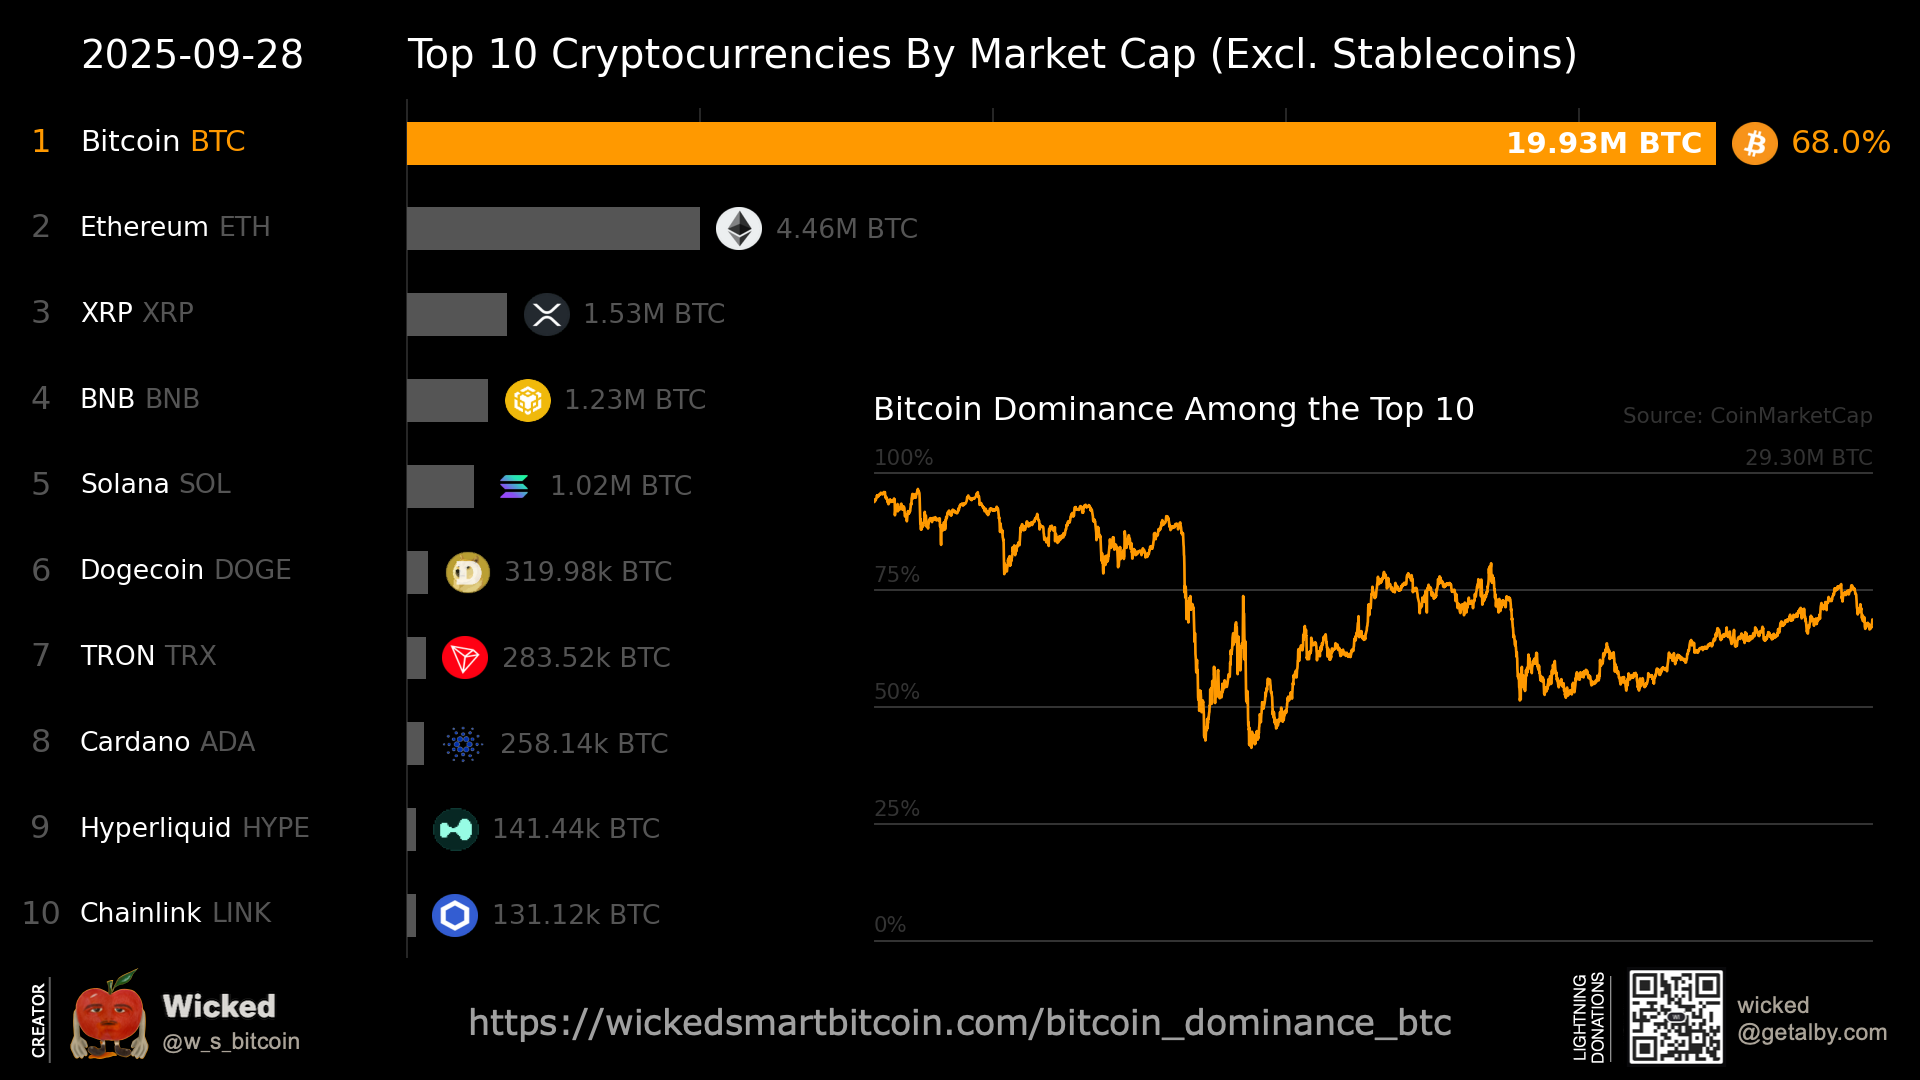 2025-09-28
Top 10 Cryptocurrencies By Market Cap (Excl. Stablecoins)
1 Bitcoin BTC 19.93M BTC 68.0%
2 Ethereum ETH 4.46M BTC
3 XRP XRP 1.53M BTC
4 BNB BNB 1.23M BTC
5 Solana SOL 1.02M BTC
6 Dogecoin DOGE 319.98k BTC
7 TRON TRX 283.52k BTC
8 Cardano ADA 258.14k BTC
9 Hyperliquid HYPE 141.44k BTC
10 Chainlink LINK 131.12k BTC
Bitcoin Dominance Among the Top 10
Source: CoinMarketCap
100% 29.30M BTC
75%
50%
25%
0%
CREATOR
Wicked
@w_s_bitcoin
https://wickedsmartbitcoin.com/bitcoin_dominance_btc
LIGHTNING
DONATIONS
wicked
@getalby.com